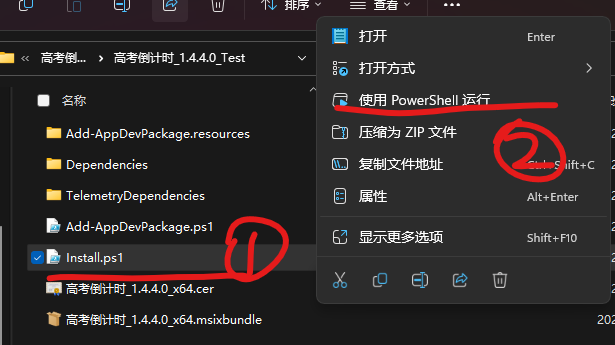 排序
查看
高考倒...
高考倒计时_1.4.4.0_Test
名称
Add-AppDevPackage.resources
Dependencies
TelemetryDependencies
Add-AppDevPackage.ps1
Install.ps1
高考倒计时_1.4.4.0_x64.cer
高考倒计时_1.4.4.0_x64.msixbundle
①
打开 Enter
打开方式
使用 PowerShell 运行
压缩为 ZIP 文件
②
复制文件地址 Ctrl+Shift+C
属性 Alt+Enter
显示更多选项 Shift+F10